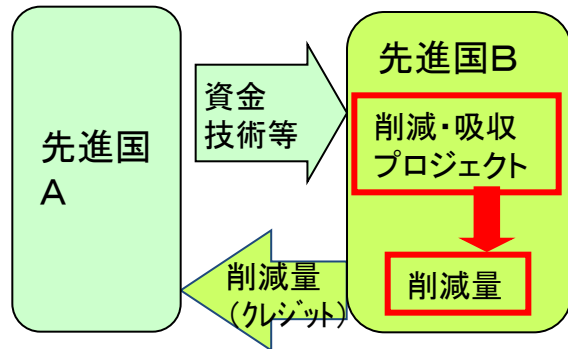 先進国
A
資金
技術等
先進国B
削減・吸収
プロジェクト
削減量
削減量
（クレジット）